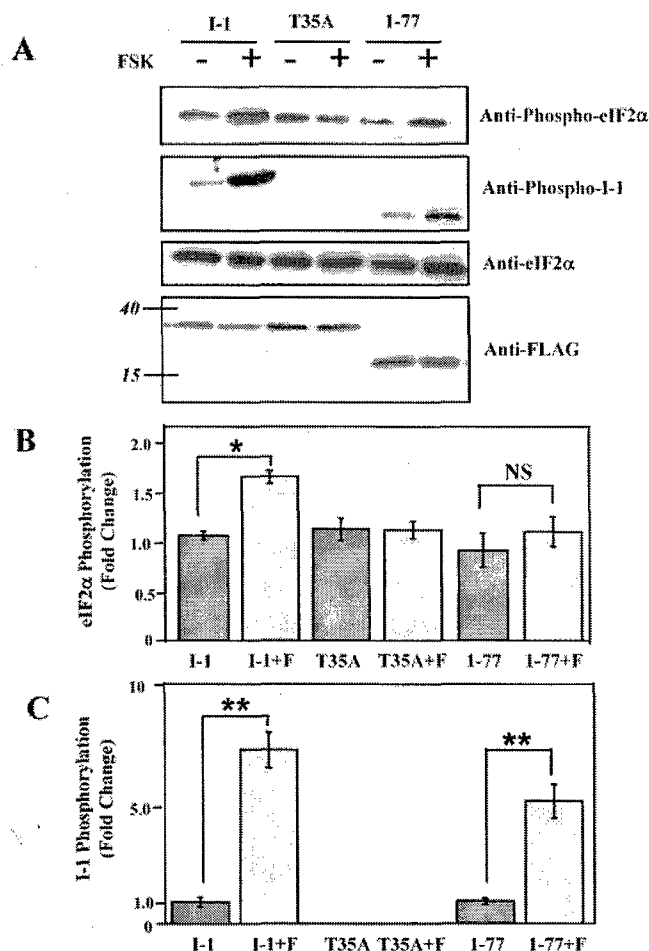 I-1 T35A 1-77
A
FSK - + - + - +
Anti-Phospho-eIF2α
Anti-Phospho-I-1
Anti-eIF2α
40
Anti-FLAG
15
B
eIF2α Phosphorylation
(Fold Change)
2.0
1.5
1.0
0.5
0
*
NS
I-1 I-1+F T35A T35A+F 1-77 1-77+F
C
I-1 Phosphorylation
(Fold Change)
10
5.0
1.0
0
**
**
I-1 I-1+F T35A T35A+F 1-77 1-77+F